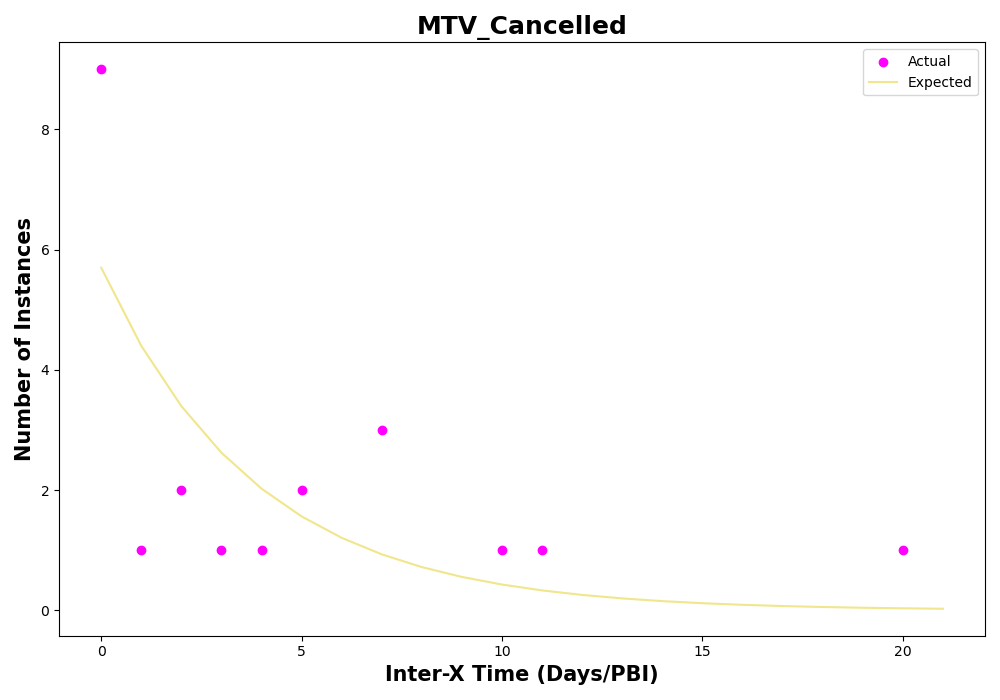 MTV_Cancelled
Actual
Expected
Number of Instances
8
6
4
2
0
0 5 10 15 20
Inter-X Time (Days/PBI)